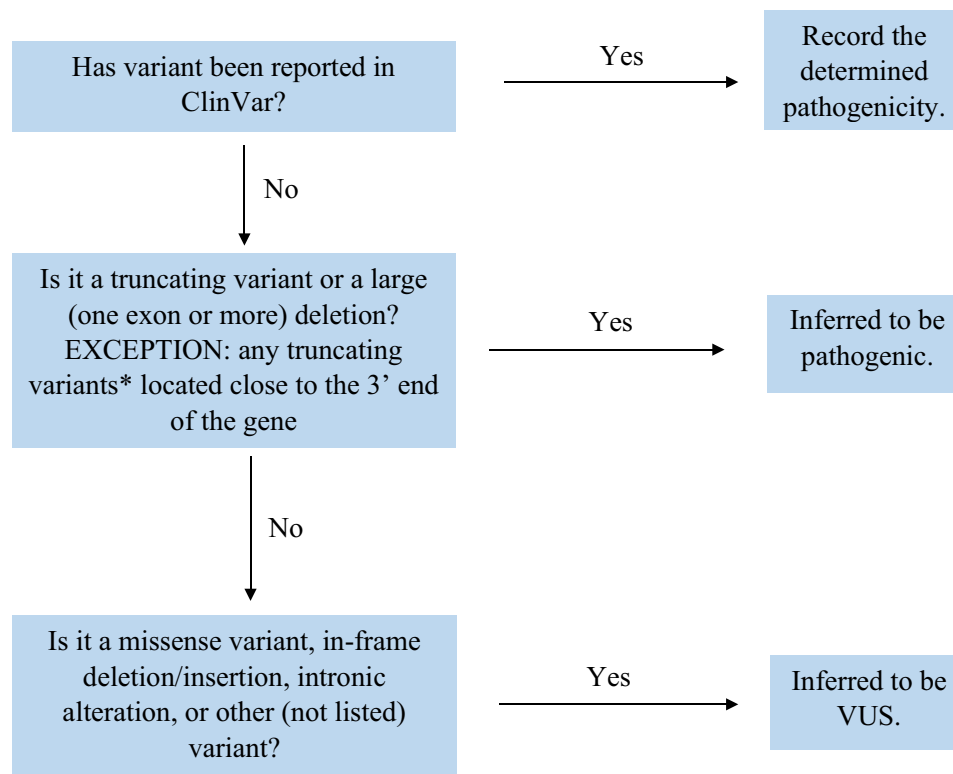 Has variant been reported in
ClinVar?
Yes
Record the
determined
pathogenicity.
No
Is it a truncating variant or a large
(one exon or more) deletion?
EXCEPTION: any truncating
variants* located close to the 3’ end
of the gene
Yes
Inferred to be
pathogenic.
No
Is it a missense variant, in-frame
deletion/insertion, intronic
alteration, or other (not listed)
variant?
Yes
Inferred to be
VUS.